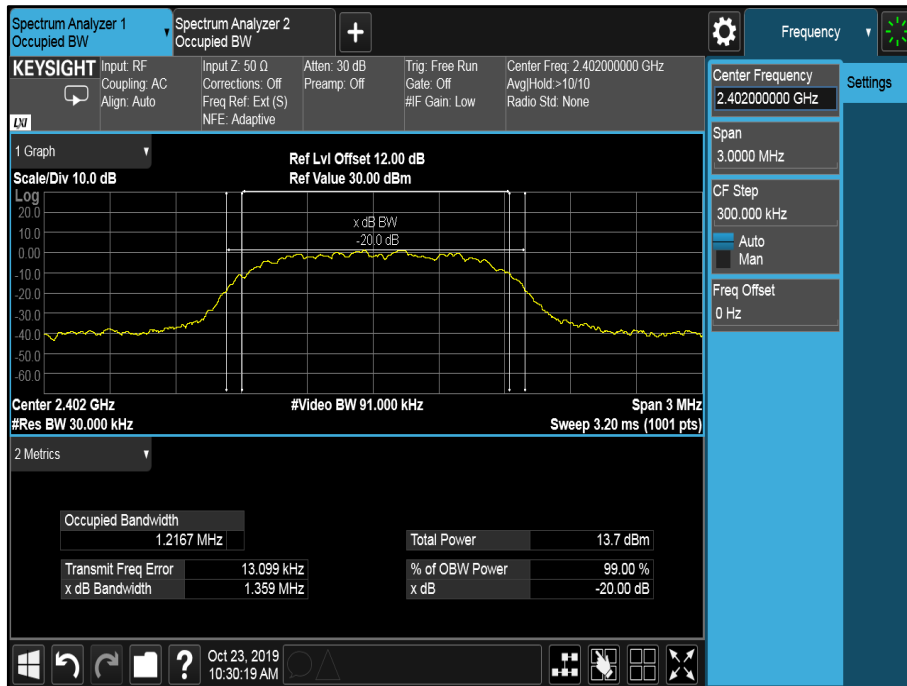 Spectrum Analyzer 1
Occupied BW
Spectrum Analyzer 2
Occupied BW
Frequency
KEYSIGHT
LXI
Input: RF
Coupling: AC
Align: Auto
Input Z: 50 Ω
Corrections: Off
Freq Ref: Ext (S)
NFE: Adaptive
Atten: 30 dB
Preamp: Off
Trig: Free Run
Gate: Off
#IF Gain: Low
Center Freq: 2.402000000 GHz
Avg|Hold:>10/10
Radio Std: None
Center Frequency
2.402000000 GHz
Settings
Span
3.0000 MHz
CF Step
300.000 kHz
Auto
Man
Freq Offset
0 Hz
1 Graph
Scale/Div 10.0 dB
Ref Lvl Offset 12.00 dB
Ref Value 30.00 dBm
Log
20.0
10.0
0.00
-10.0
-20.0
-30.0
-40.0
-50.0
-60.0
x dB BW
-20.0 dB
Center 2.402 GHz
#Video BW 91.000 kHz
Span 3 MHz
#Res BW 30.000 kHz
Sweep 3.20 ms (1001 pts)
2 Metrics
Occupied Bandwidth
1.2167 MHz
Total Power 13.7 dBm
Transmit Freq Error 13.099 kHz
% of OBW Power 99.00 %
x dB Bandwidth 1.359 MHz
x dB -20.00 dB
?
Oct 23, 2019
10:30:19 AM